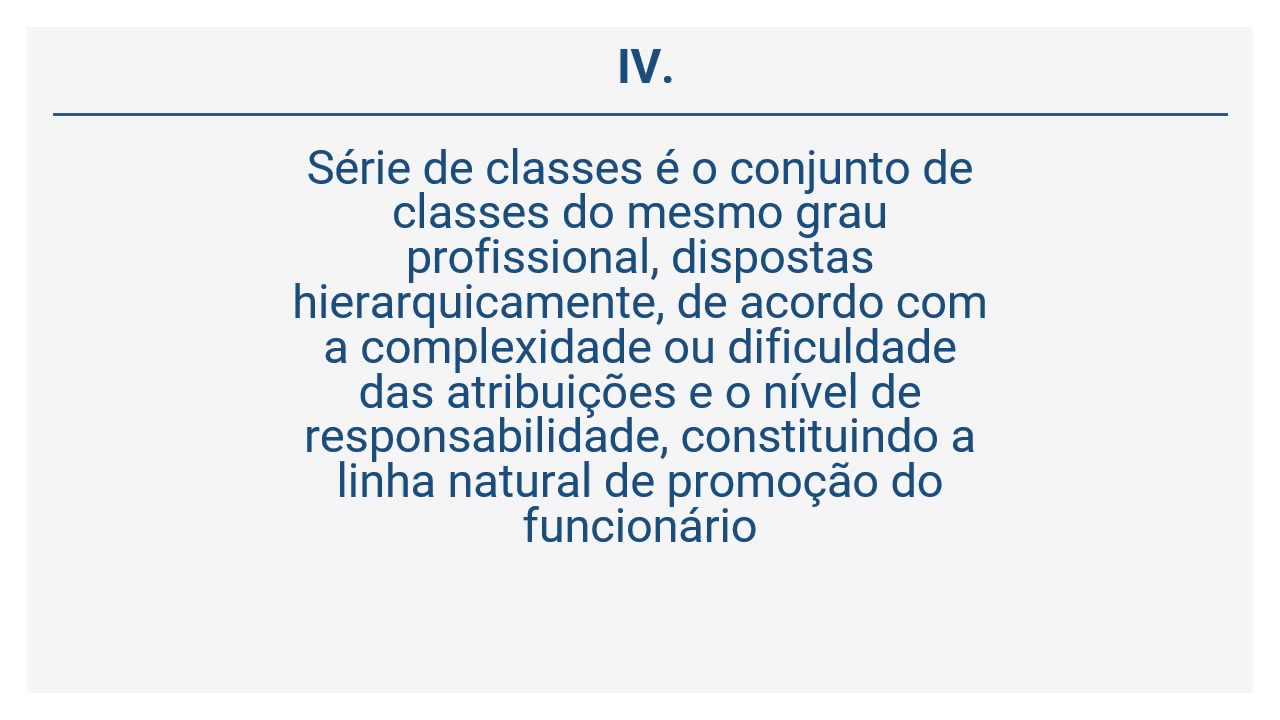 IV.
Série de classes é o conjunto de
classes do mesmo grau
profissional, dispostas
hierarquicamente, de acordo com
a complexidade ou dificuldade
das atribuições e o nível de
responsabilidade, constituindo a
linha natural de promoção do
funcionário